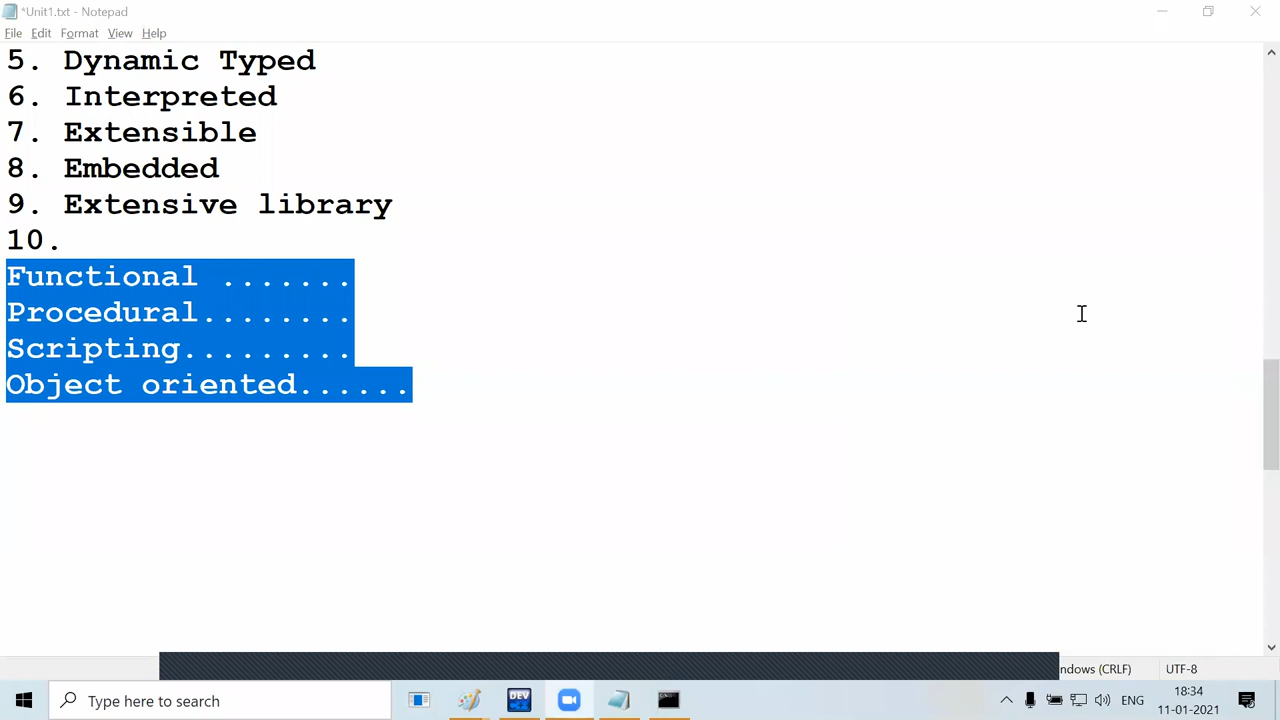 *Unit1.txt - Notepad
File Edit Format View Help
5. Dynamic Typed
6. Interpreted
7. Extensible
8. Embedded
9. Extensive library
10.
Functional .......
Procedural........
Scripting.........
Object oriented......
ndows (CRLF) UTF-8
Type here to search
DEV C++
ENG
18:34
11-01-2021